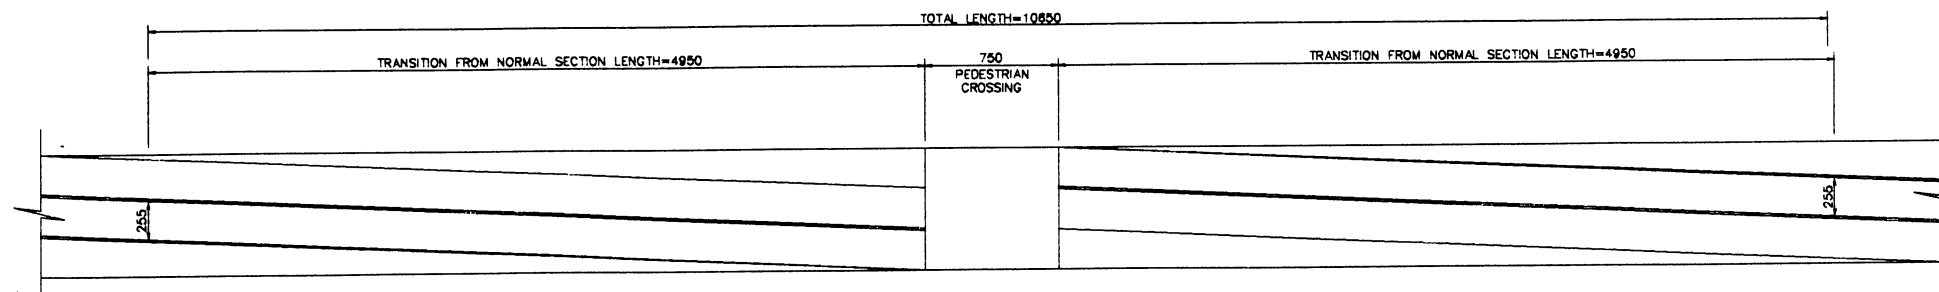 TOTAL LENGTH=10650
TRANSITION FROM NORMAL SECTION LENGTH=4950
750
PEDESTRIAN
CROSSING
TRANSITION FROM NORMAL SECTION LENGTH=4950
255
255